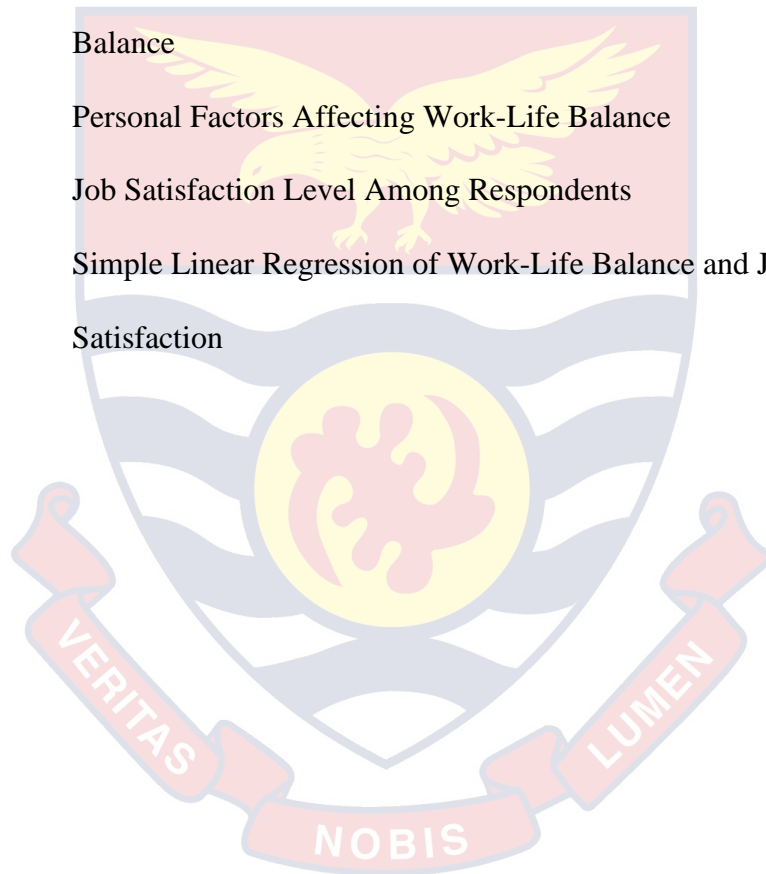 Balance
Personal Factors Affecting Work-Life Balance
Job Satisfaction Level Among Respondents
Simple Linear Regression of Work-Life Balance and J
Satisfaction
VERITAS
NOBIS
LUMEN